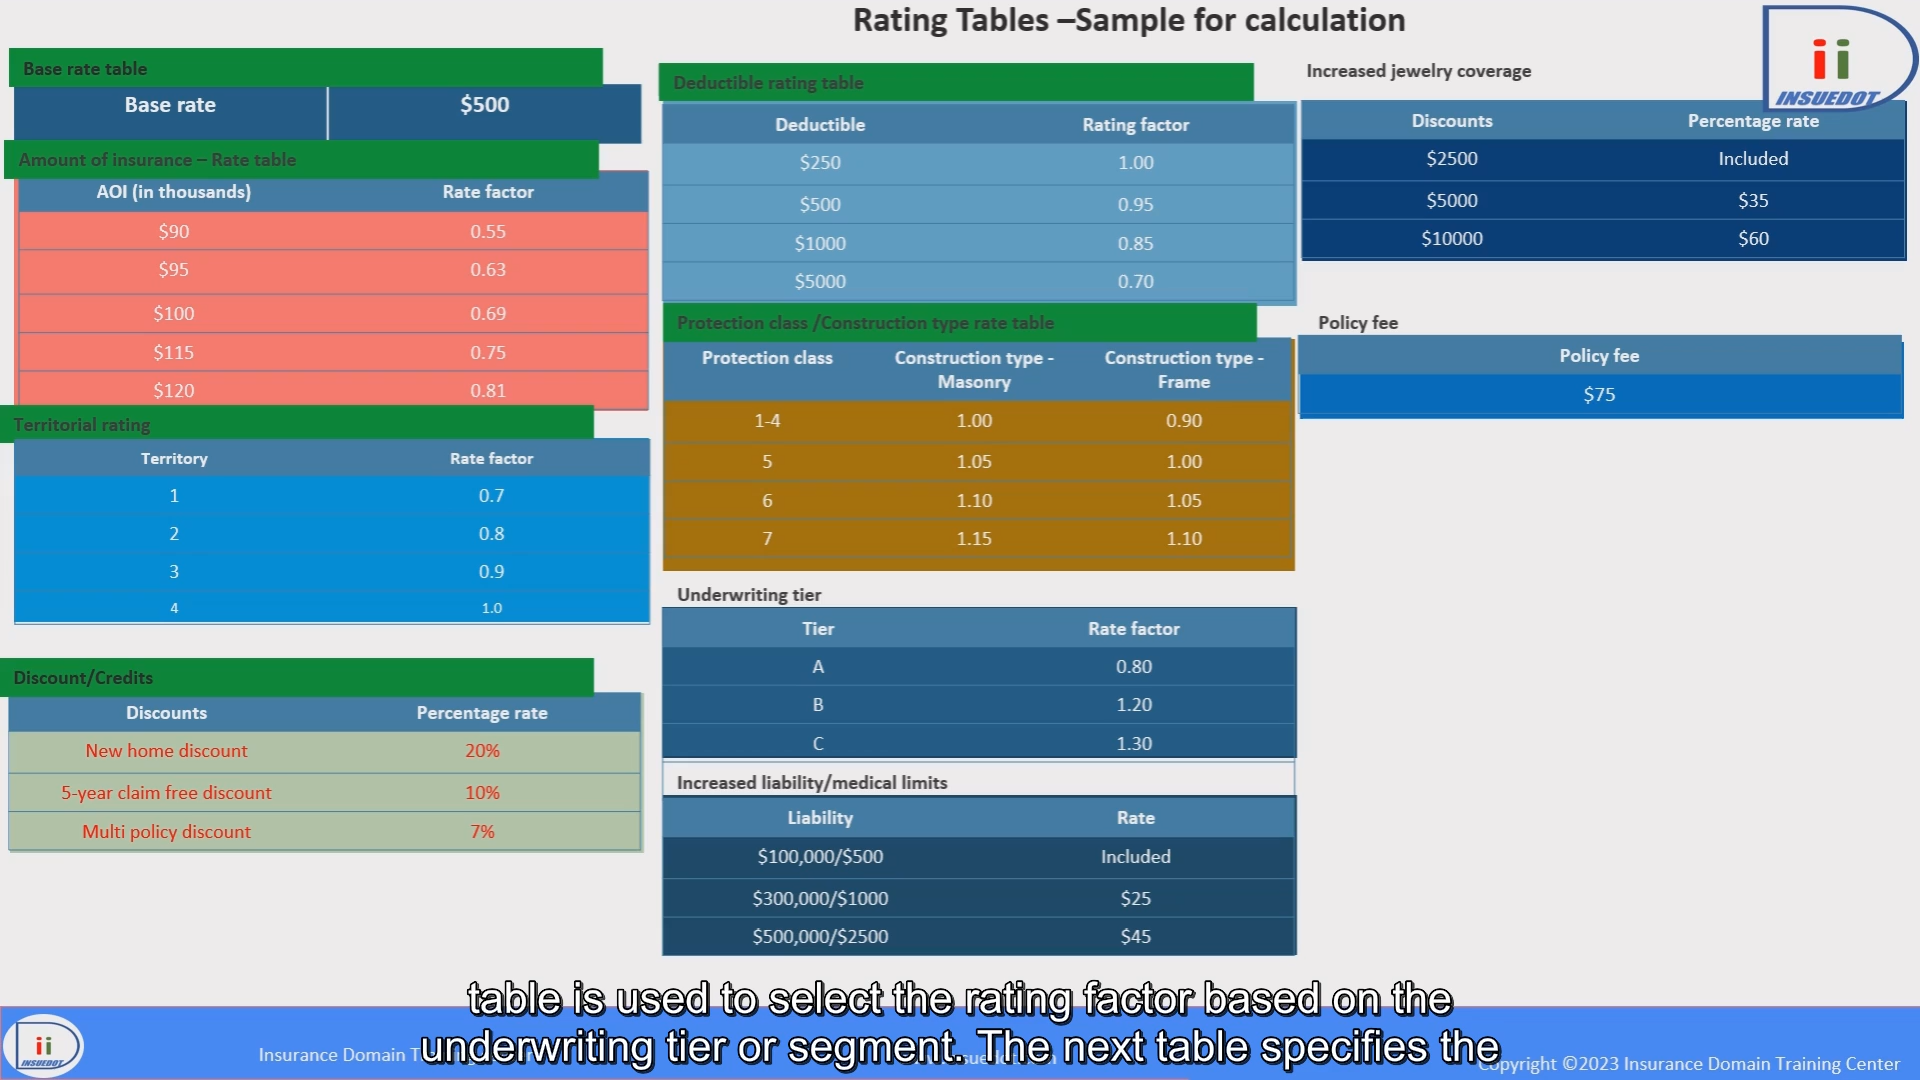 Rating Tables –Sample for calculation
INSUEDOT
Base rate table
Base rate $500
Amount of insurance – Rate table
AOI (in thousands) Rate factor
$90 0.55
$95 0.63
$100 0.69
$115 0.75
$120 0.81
Territorial rating
Territory Rate factor
1 0.7
2 0.8
3 0.9
4 1.0
Discount/Credits
Discounts Percentage rate
New home discount 20%
5-year claim free discount 10%
Multi policy discount 7%
Deductible rating table
Deductible Rating factor
$250 1.00
$500 0.95
$1000 0.85
$5000 0.70
Protection class /Construction type rate table
Protection class Construction type - Construction type -
Masonry Frame
1-4 1.00 0.90
5 1.05 1.00
6 1.10 1.05
7 1.15 1.10
Underwriting tier
Tier Rate factor
A 0.80
B 1.20
C 1.30
Increased liability/medical limits
Liability Rate
$100,000/$500 Included
$300,000/$1000 $25
$500,000/$2500 $45
Increased jewelry coverage
Discounts Percentage rate
$2500 Included
$5000 $35
$10000 $60
Policy fee
Policy fee
$75
table is used to select the rating factor based on the
underwriting tier or segment. The next table specifies the
INSUEDOT
Insurance Domain
Copyright ©2023 Insurance Domain Training Center